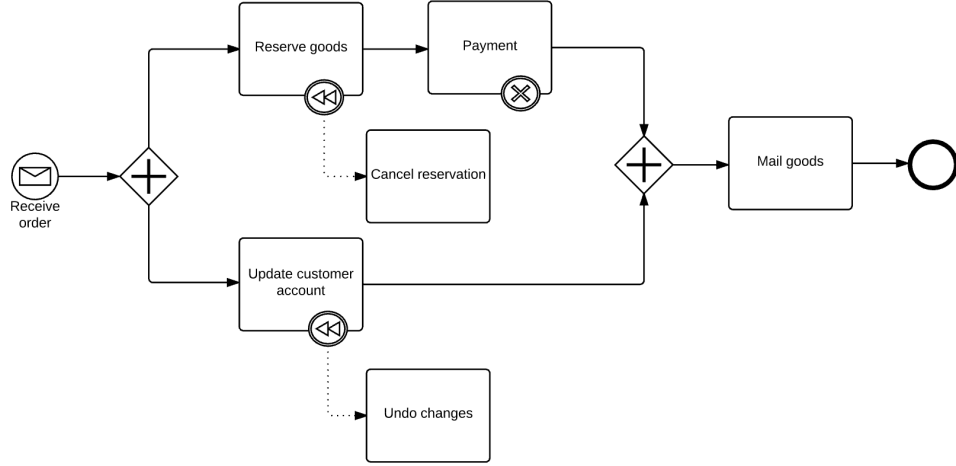 Reserve goods
Payment
Cancel reservation
Mail goods
Receive
order
Update customer
account
Undo changes